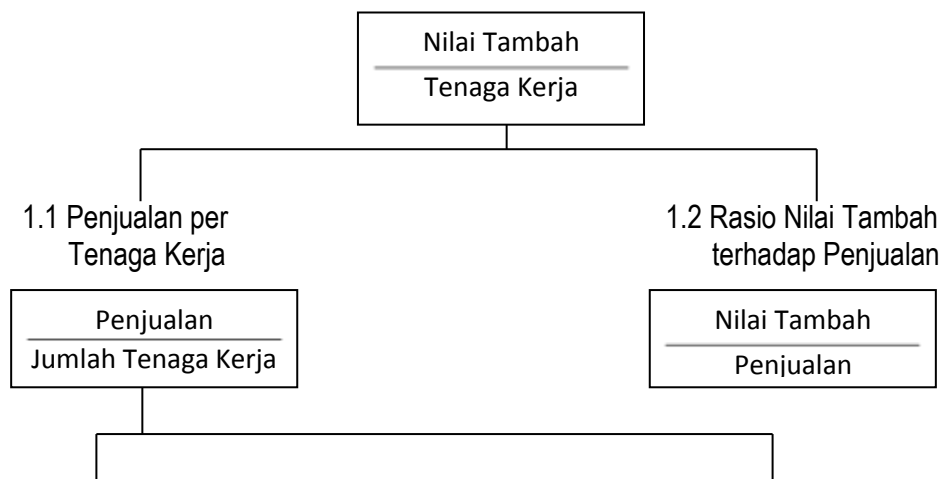 Nilai Tambah
Tenaga Kerja
1.1 Penjualan per
Tenaga Kerja
1.2 Rasio Nilai Tambah
terhadap Penjualan
Penjualan
Jumlah Tenaga Kerja
Nilai Tambah
Penjualan